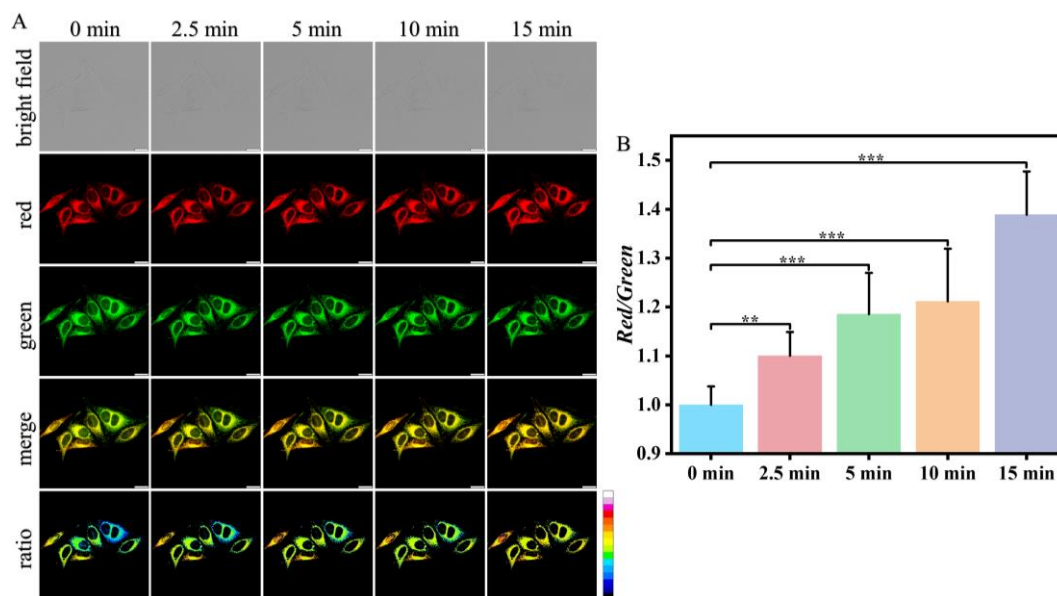 A
0 min 2.5 min 5 min 10 min 15 min
bright field
red
green
merge
ratio
B
Red/Green
1.5
1.4
1.3
1.2
1.1
1.0
0.9
***
***
***
**
0 min 2.5 min 5 min 10 min 15 min